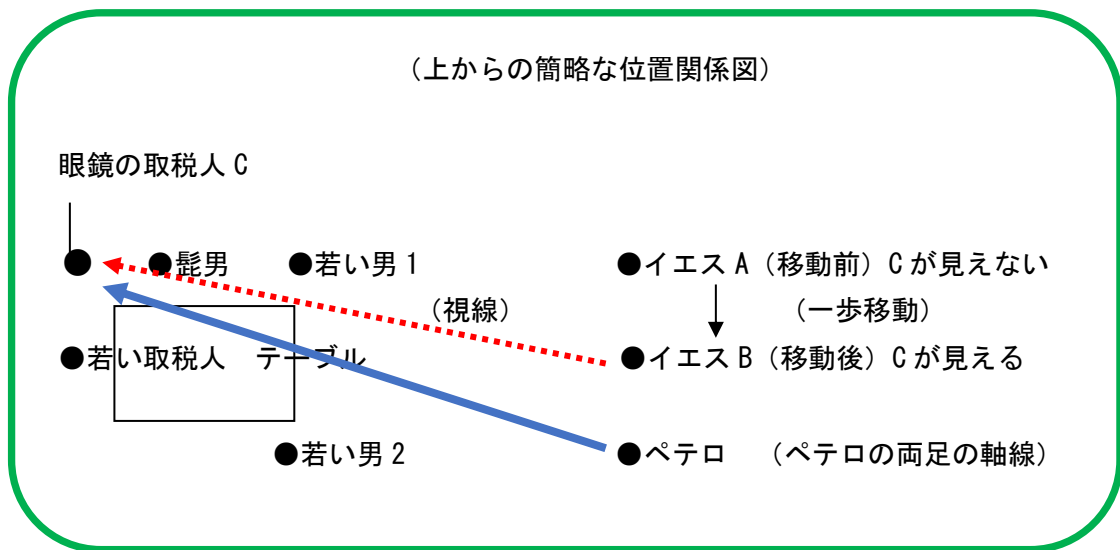 (上からの簡略な位置関係図)
眼鏡の取税人 C
●髭男 ●若い男 1 ●イエス A(移動前)C が見えない
(視線) (一歩移動)
●若い取税人 テーブル ●イエス B(移動後)C が見える
●若い男 2 ●ペテロ (ペテロの両足の軸線)